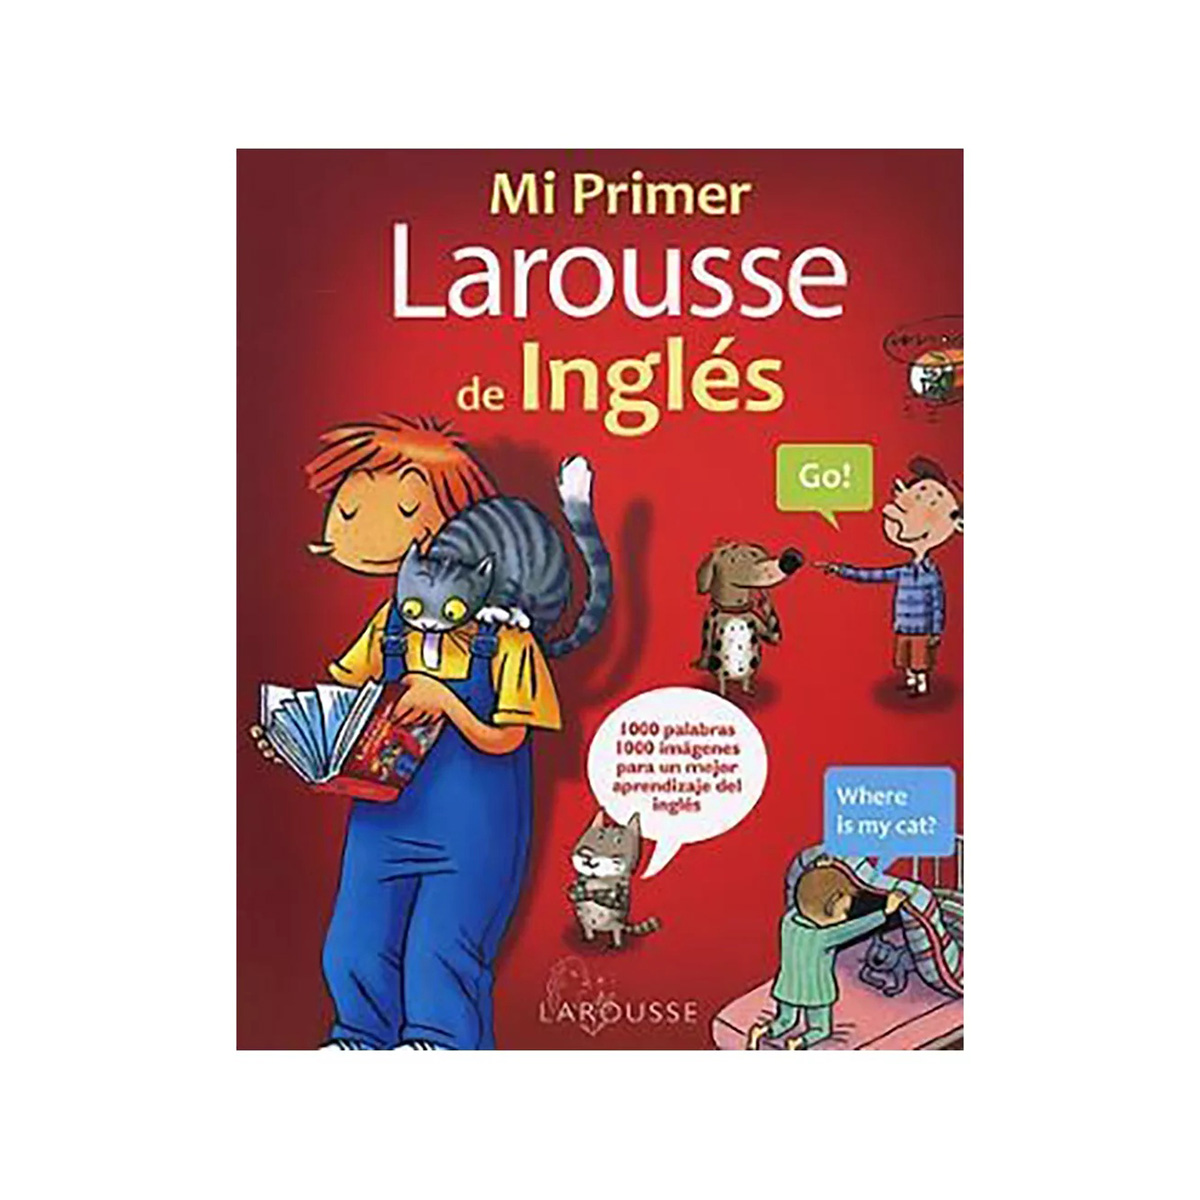 Mi Primer
Larousse
de Inglés
Go!
1000 palabras
1000 imágenes
para un mejor
aprendizaje del
inglés
Where
is my cat?
LAROUSSE